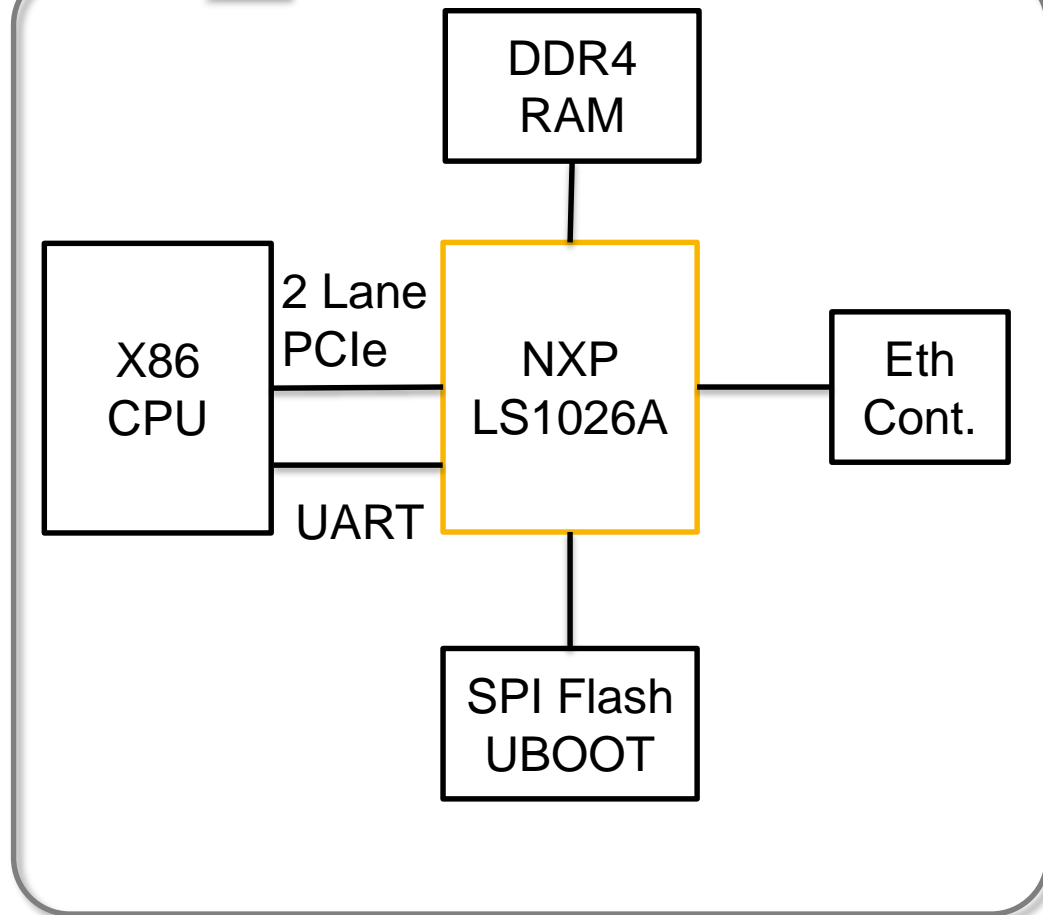 DDR4
RAM
2 Lane
PCIe
X86
CPU
NXP
LS1026A
Eth
Cont.
UART
SPI Flash
UBOOT